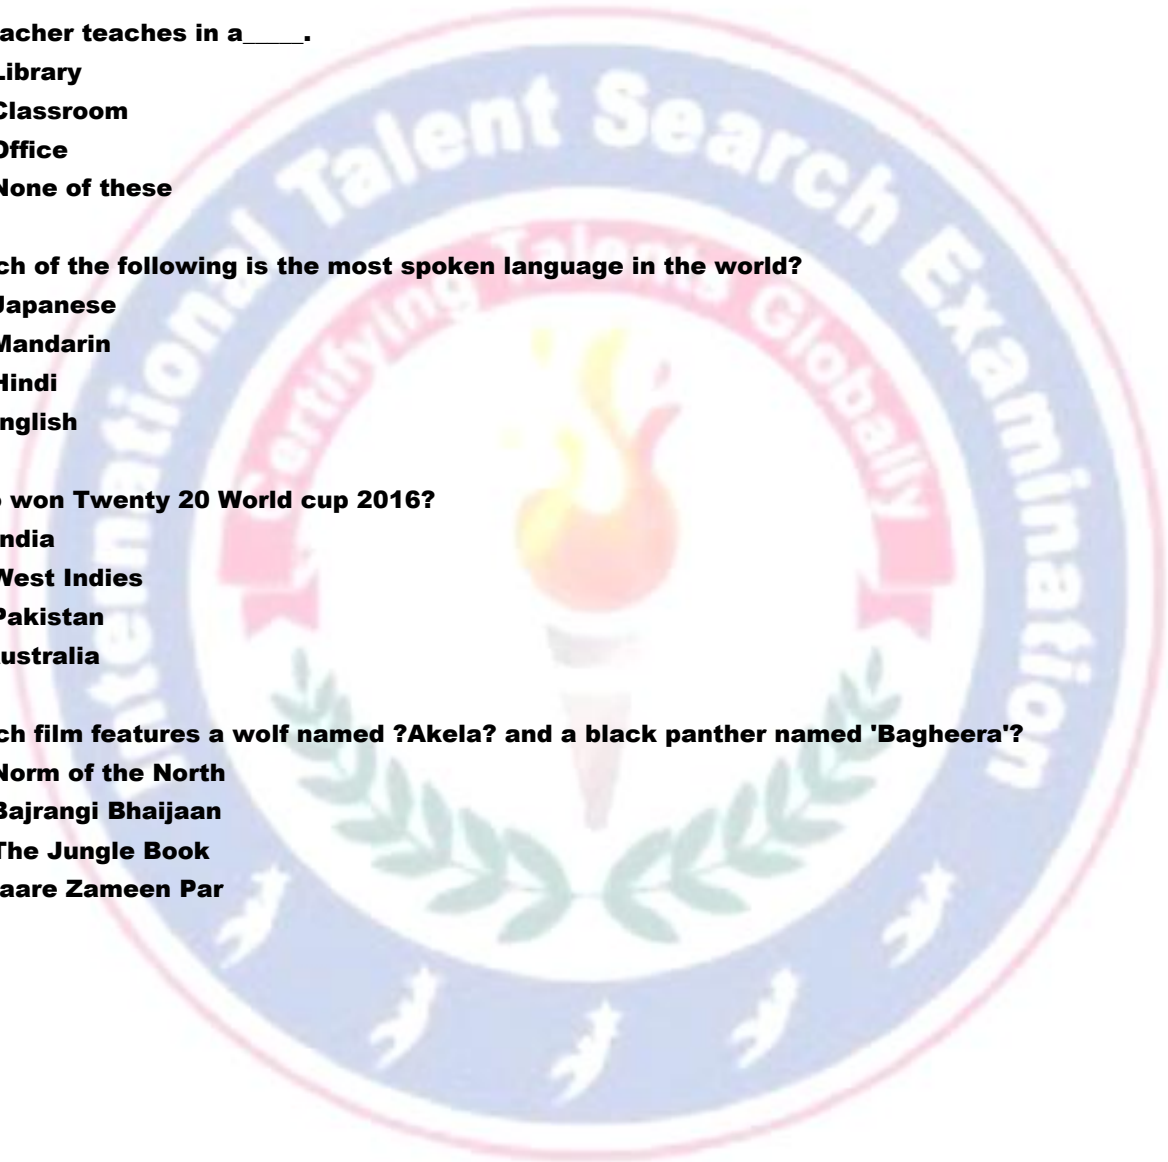 acher teaches in a_____.
Library
Classroom
Office
None of these
ch of the following is the most spoken language in the world?
Japanese
Mandarin
Hindi
nglish
won Twenty 20 World cup 2016?
ndia
West Indies
Pakistan
ustralia
ch film features a wolf named ?Akela? and a black panther named 'Bagheera'?
Norm of the North
Bajrangi Bhaijaan
The Jungle Book
aare Zameen Par
International Talent Search Examination
Certifying Talents Globally